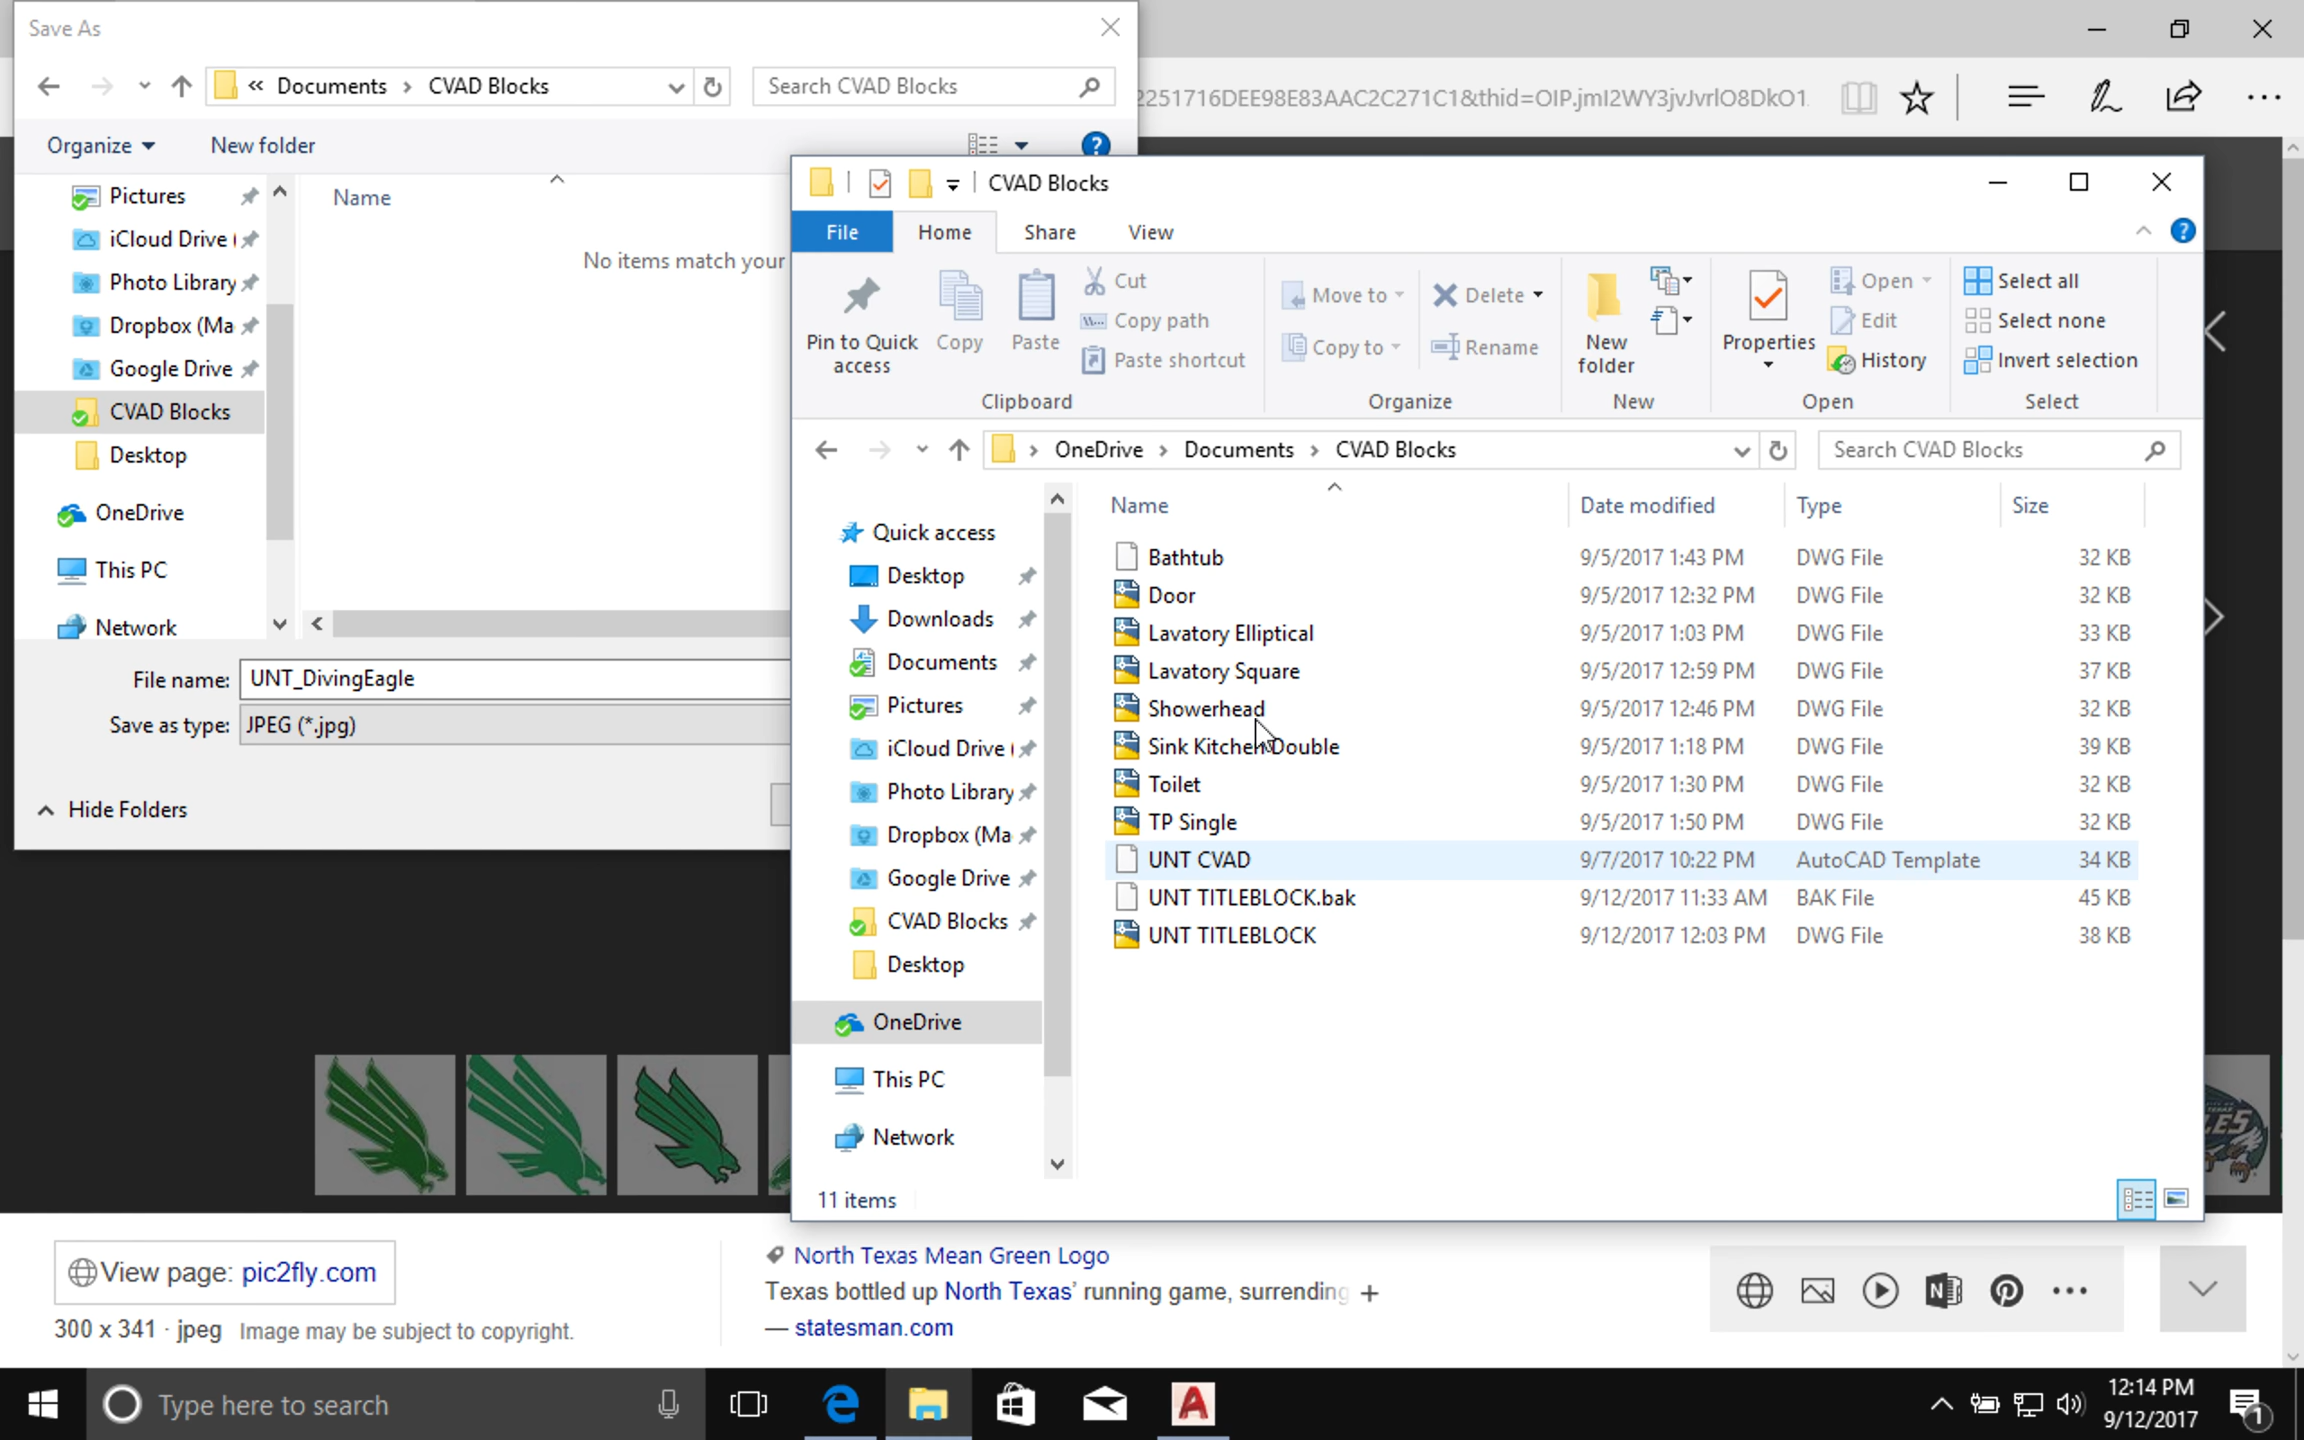 Save As
2251716DEE98E83AAC2C271C1&thid=OIP.jmI2WY3jvJvrlO8DkO1.
« Documents › CVAD Blocks
Search CVAD Blocks
Organize
New folder
Pictures
iCloud Drive (
Photo Library
Dropbox (Ma
Google Drive
CVAD Blocks
Desktop
OneDrive
This PC
Network
Name
No items match your
File name: UNT_DivingEagle
Save as type: JPEG (*.jpg)
Hide Folders
CVAD Blocks
File Home Share View
Pin to Quick access
Copy
Paste
Cut
Copy path
Paste shortcut
Clipboard
Move to
Copy to
Delete
Rename
Organize
New folder
New
Properties
Open
Edit
History
Open
Select all
Select none
Invert selection
Select
› OneDrive › Documents › CVAD Blocks
Search CVAD Blocks
Quick access
Desktop
Downloads
Documents
Pictures
iCloud Drive (
Photo Library
Dropbox (Ma
Google Drive
CVAD Blocks
Desktop
OneDrive
This PC
Network
Name Date modified Type Size
Bathtub 9/5/2017 1:43 PM DWG File 32 KB
Door 9/5/2017 12:32 PM DWG File 32 KB
Lavatory Elliptical 9/5/2017 1:03 PM DWG File 33 KB
Lavatory Square 9/5/2017 12:59 PM DWG File 37 KB
Showerhead 9/5/2017 12:46 PM DWG File 32 KB
Sink Kitchen Double 9/5/2017 1:18 PM DWG File 39 KB
Toilet 9/5/2017 1:30 PM DWG File 32 KB
TP Single 9/5/2017 1:50 PM DWG File 32 KB
UNT CVAD 9/7/2017 10:22 PM AutoCAD Template 34 KB
UNT TITLEBLOCK.bak 9/12/2017 11:33 AM BAK File 45 KB
UNT TITLEBLOCK 9/12/2017 12:03 PM DWG File 38 KB
11 items
View page: pic2fly.com
300 x 341 · jpeg Image may be subject to copyright.
North Texas Mean Green Logo
Texas bottled up North Texas' running game, surrending +
— statesman.com
Type here to search
12:14 PM
9/12/2017
1